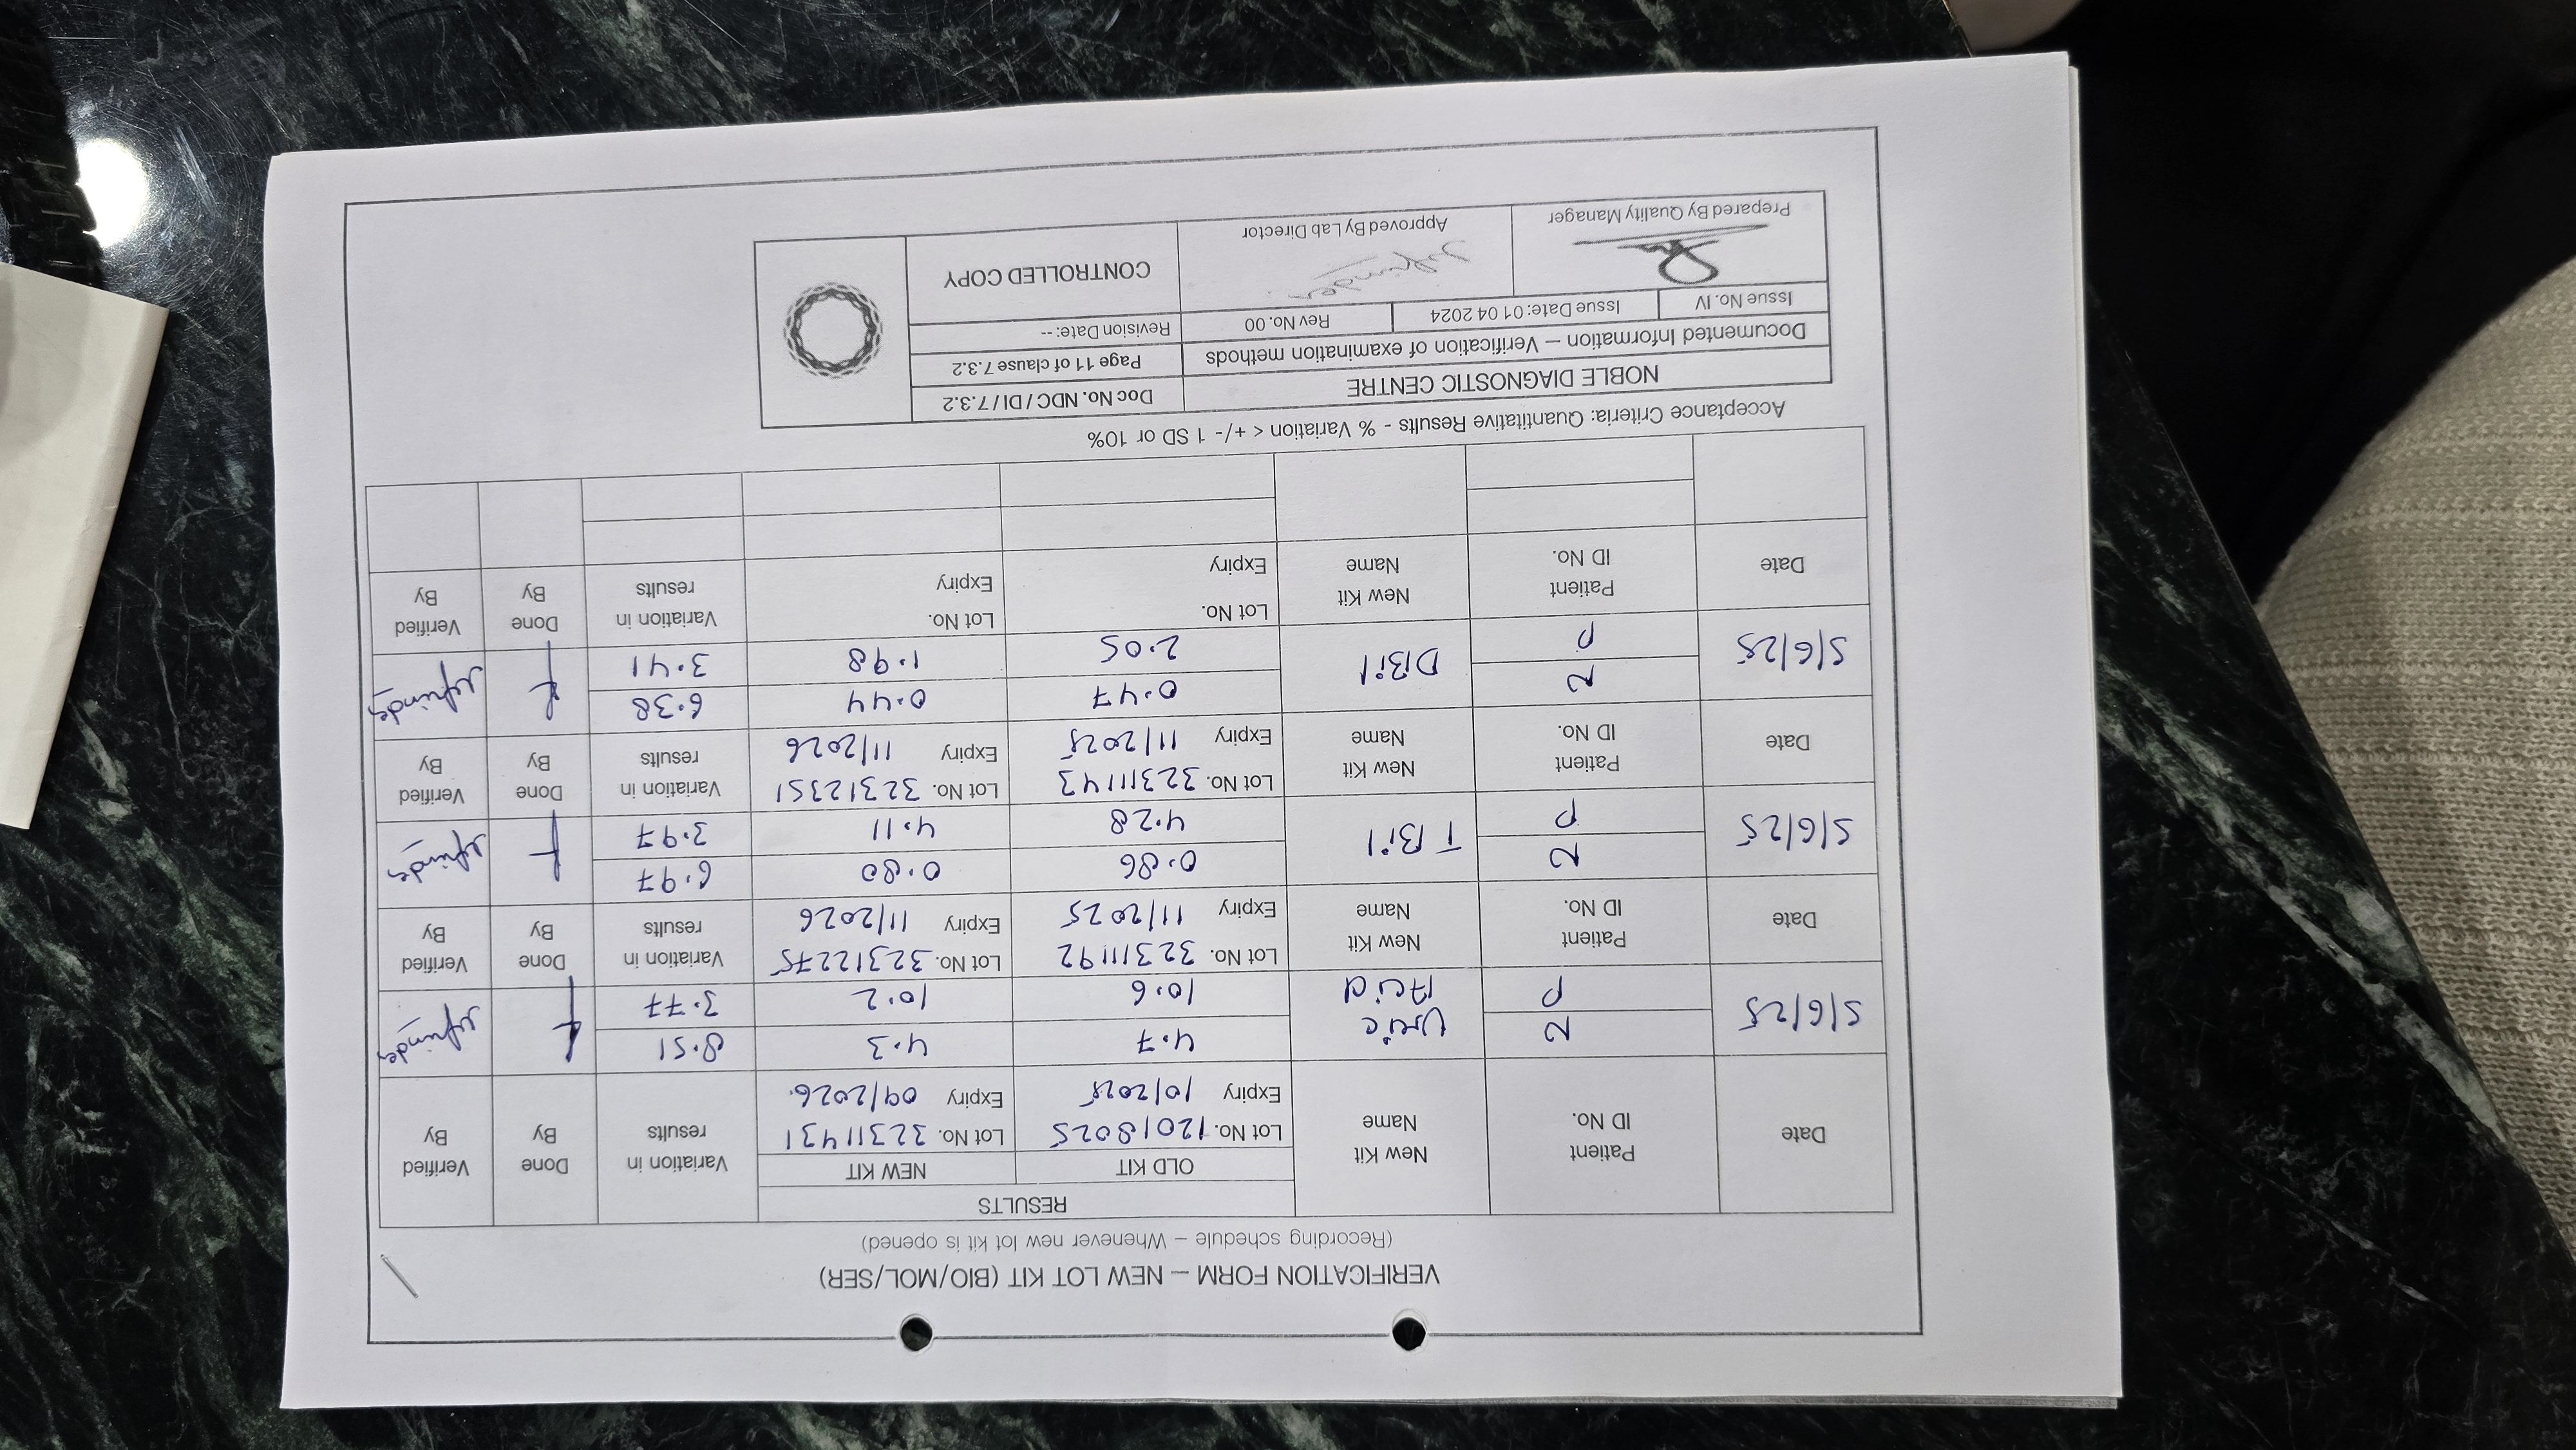 VERIFICATION FORM – NEW LOT KIT (BIO/MOL/SER)
(Recording schedule – Whenever new lot kit is opened)
Date Patient ID No. New Kit Name RESULTS Variation in results Done By Verified By
OLD KIT NEW KIT
Lot No. 12018025 Lot No. 32311431
Expiry 10/2025 Expiry 09/2026.
5/6/25 N Uric Acid 4.7 4.3 8.51
P 10.6 10.2 3.77
Date Patient ID No. New Kit Name Lot No. 32311192 Lot No. 32312275 Variation in results Done By Verified By
Expiry 11/2025 Expiry 11/2026
5/6/25 N T Bil 0.86 0.80 6.97
P 4.28 4.11 3.97
Date Patient ID No. New Kit Name Lot No. 32311143 Lot No. 32312351 Variation in results Done By Verified By
Expiry 11/2025 Expiry 11/2026
5/6/25 N DBil 0.47 0.44 6.38
P 2.05 1.98 3.41
Date Patient ID No. New Kit Name Lot No. Lot No. Variation in results Done By Verified By
Expiry Expiry
Acceptance Criteria: Quantitative Results - % Variation < +/- 1 SD or 10%
NOBLE DIAGNOSTIC CENTRE Doc No. NDC / DI / 7.3.2
Documented Information – Verification of examination methods Page 11 of clause 7.3.2
Issue No. IV Issue Date: 01 04 2024 Rev No. 00 Revision Date: --
CONTROLLED COPY
Prepared By Quality Manager Approved By Lab Director